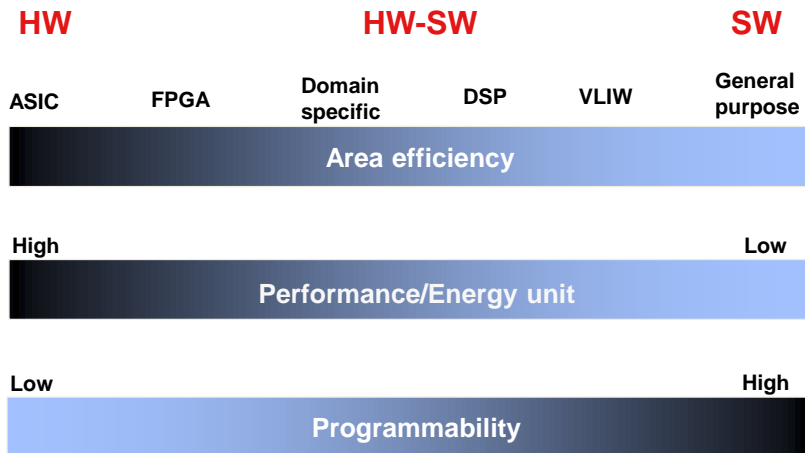 HW HW-SW SW
ASIC FPGA Domain specific DSP VLIW General purpose
Area efficiency
High Low
Performance/Energy unit
Low High
Programmability